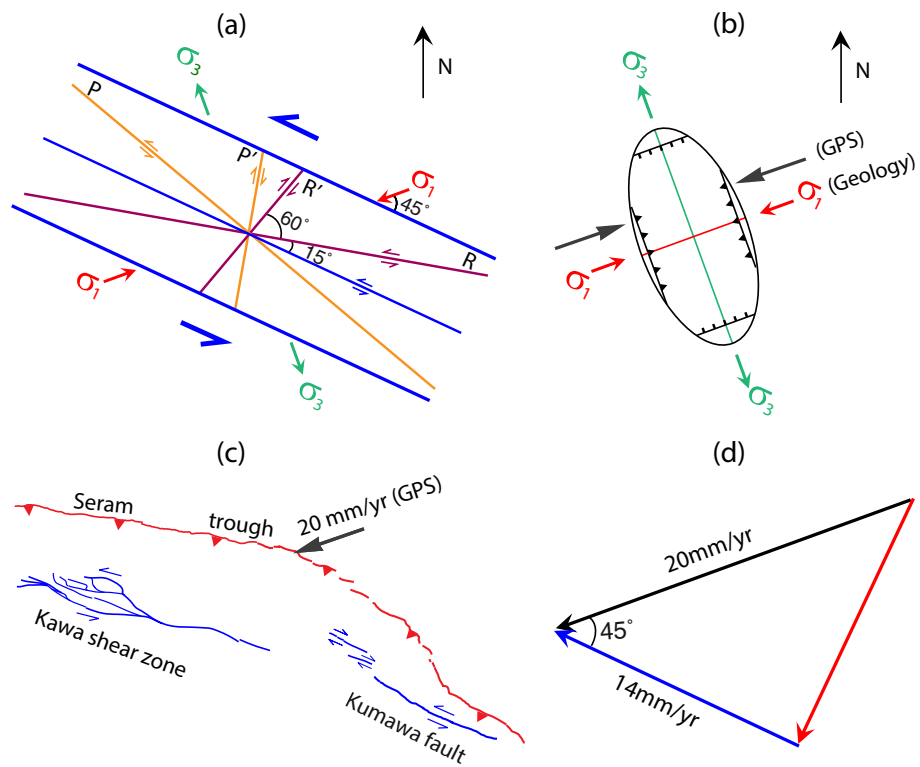 (a)
N
σ3
P
P'
R'
σ1
45°
60°
15°
R
σ1
σ3
(b)
N
σ3
(GPS)
σ1 (Geology)
σ1
σ3
(c)
Seram
trough
20 mm/yr (GPS)
Kawa shear zone
Kumawa fault
(d)
20mm/yr
45°
14mm/yr